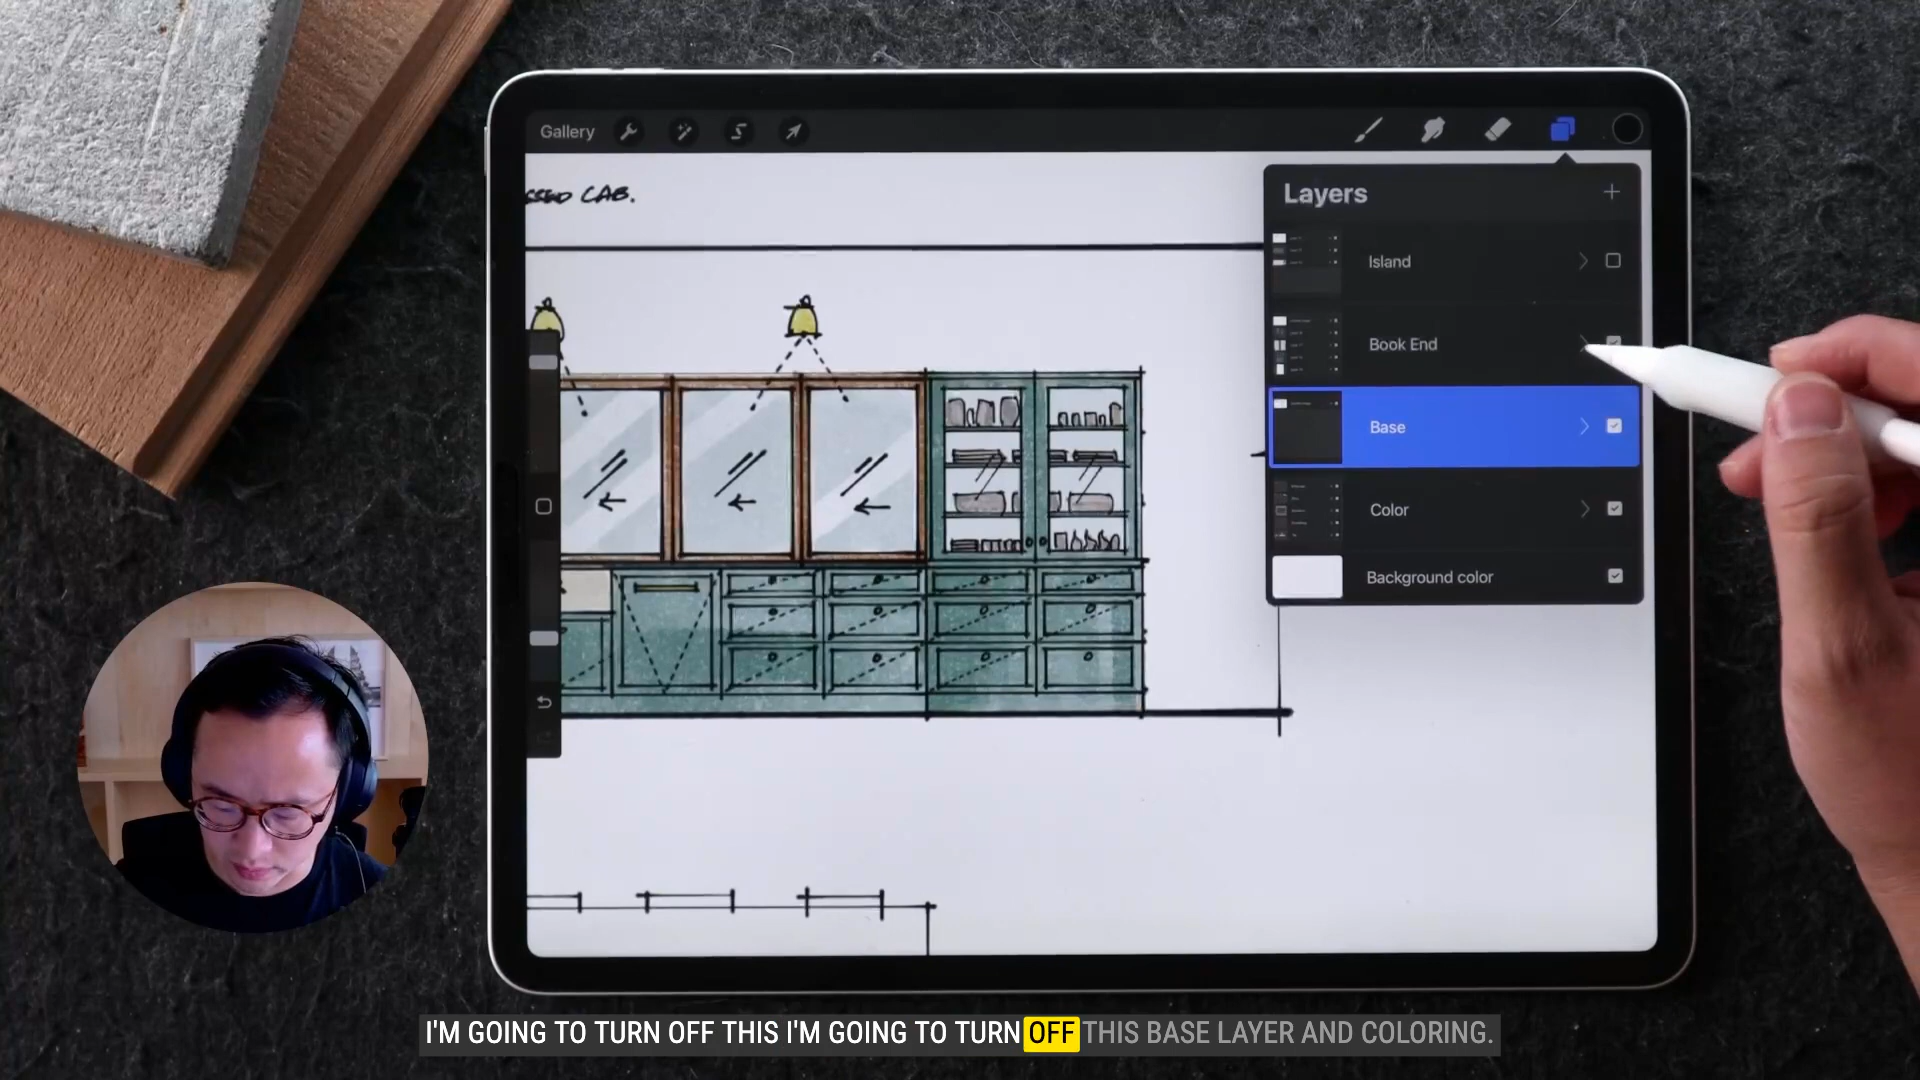 Gallery
SSED CAB.
Layers
Island
Book End
Base
Color
Background color
I'M GOING TO TURN OFF THIS I'M GOING TO TURN OFF THIS BASE LAYER AND COLORING.